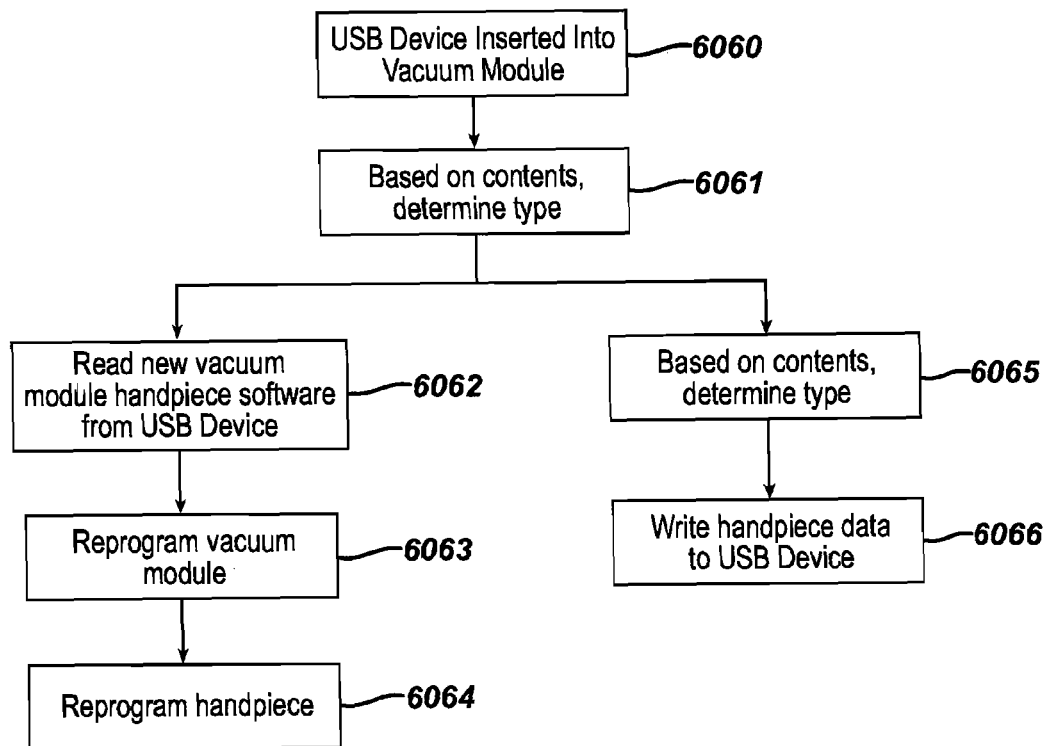 USB Device Inserted Into
Vacuum Module
6060
Based on contents,
determine type
6061
Read new vacuum
module handpiece software
from USB Device
6062
Based on contents,
determine type
6065
Reprogram vacuum
module
6063
Write handpiece data
to USB Device
6066
Reprogram handpiece
6064